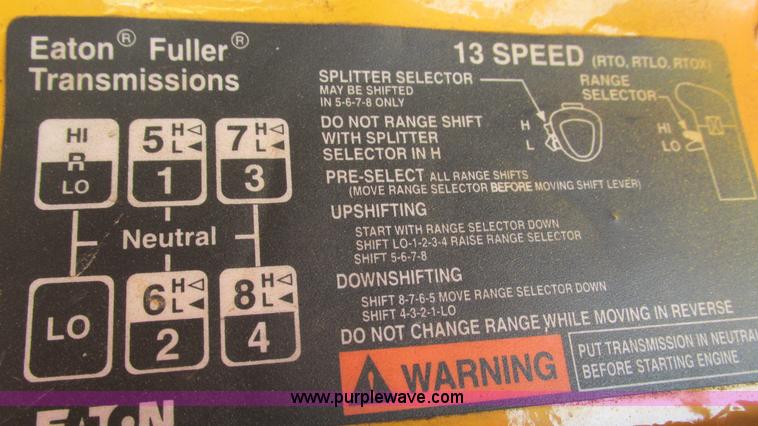 Eaton® Fuller®
Transmissions
13 SPEED (RTO, RTLO, RTOX)
SPLITTER SELECTOR
MAY BE SHIFTED
IN 5-6-7-8 ONLY
H
L
RANGE
SELECTOR
HI
LO
DO NOT RANGE SHIFT
WITH SPLITTER
SELECTOR IN H
PRE-SELECT ALL RANGE SHIFTS
(MOVE RANGE SELECTOR BEFORE MOVING SHIFT LEVER)
UPSHIFTING
START WITH RANGE SELECTOR DOWN
SHIFT LO-1-2-3-4 RAISE RANGE SELECTOR
SHIFT 5-6-7-8
DOWNSHIFTING
SHIFT 8-7-6-5 MOVE RANGE SELECTOR DOWN
SHIFT 4-3-2-1-LO
DO NOT CHANGE RANGE WHILE MOVING IN REVERSE
HI
R
LO
5 H
L
1
7 H
L
3
Neutral
LO
6 H
L
2
8 H
L
4
WARNING
PUT TRANSMISSION IN NEUTRAL
BEFORE STARTING ENGINE
EATON
www.purplewave.com